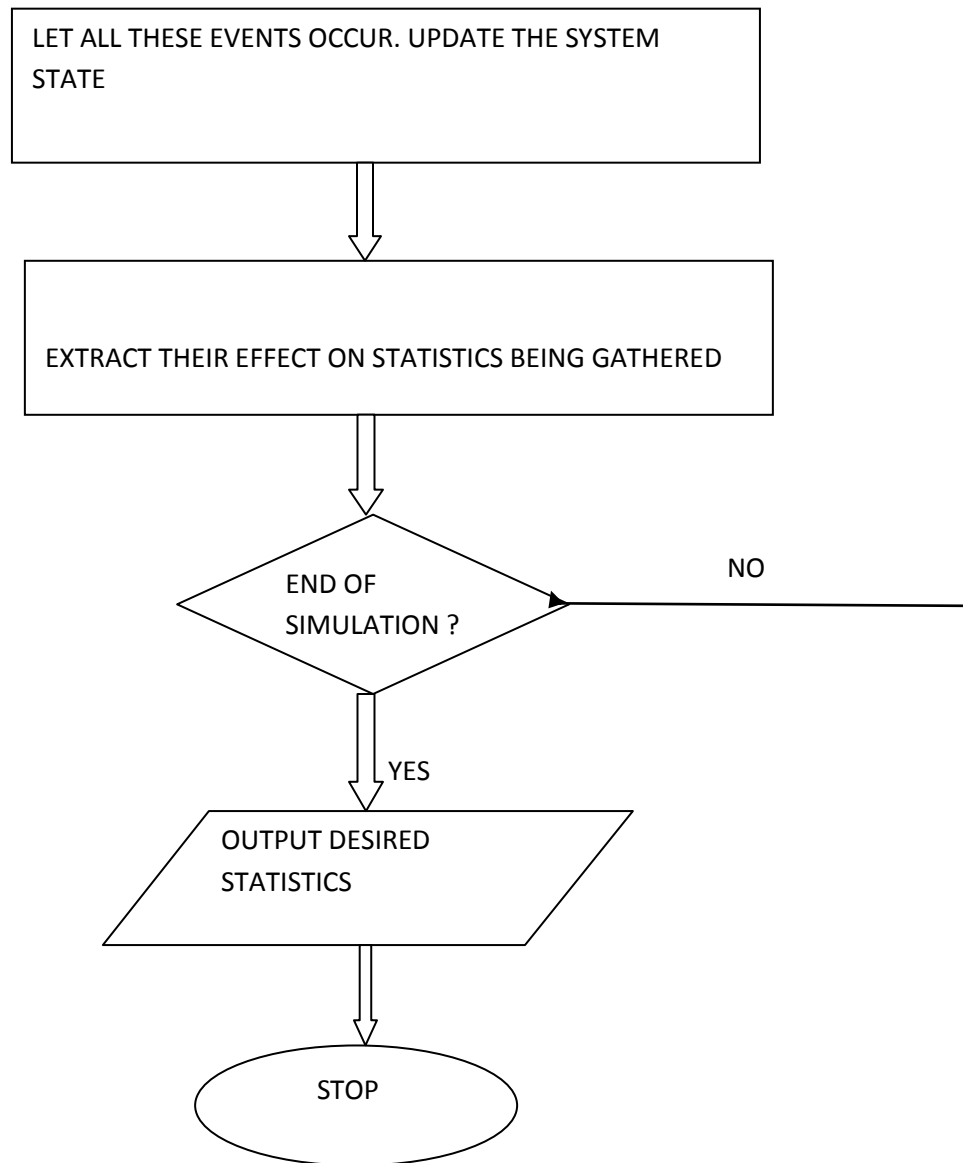 LET ALL THESE EVENTS OCCUR. UPDATE THE SYSTEM
STATE
EXTRACT THEIR EFFECT ON STATISTICS BEING GATHERED
END OF
SIMULATION ?
NO
YES
OUTPUT DESIRED
STATISTICS
STOP